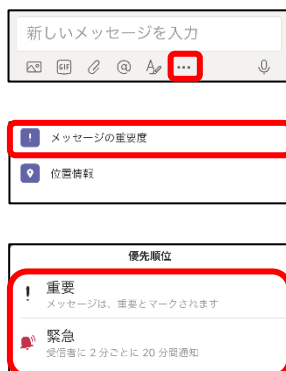 新しいメッセージを入力
GIF
メッセージの重要度
位置情報
優先順位
重要
メッセージは、重要とマークされます
緊急
受信者に 2 分ごとに 20 分間通知